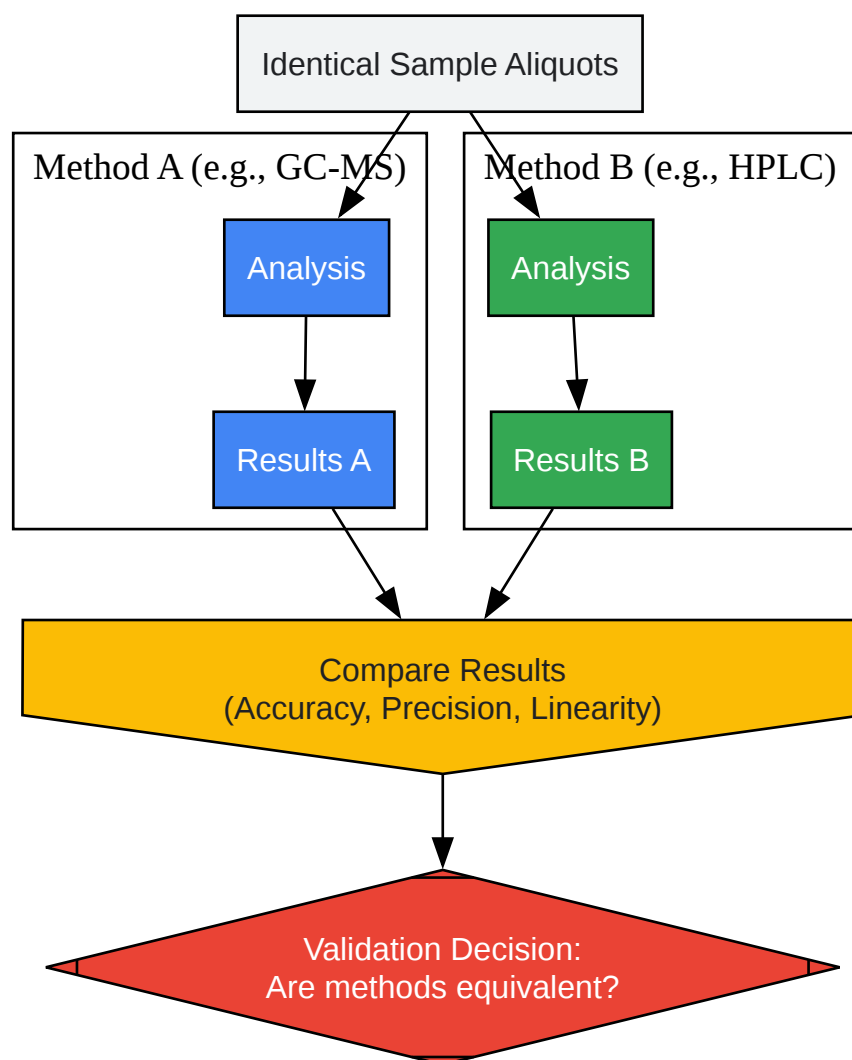 Identical Sample Aliquots
Method A (e.g., GC-MS)
Method B (e.g., HPLC)
Analysis
Analysis
Results A
Results B
Compare Results
(Accuracy, Precision, Linearity)
Validation Decision:
Are methods equivalent?